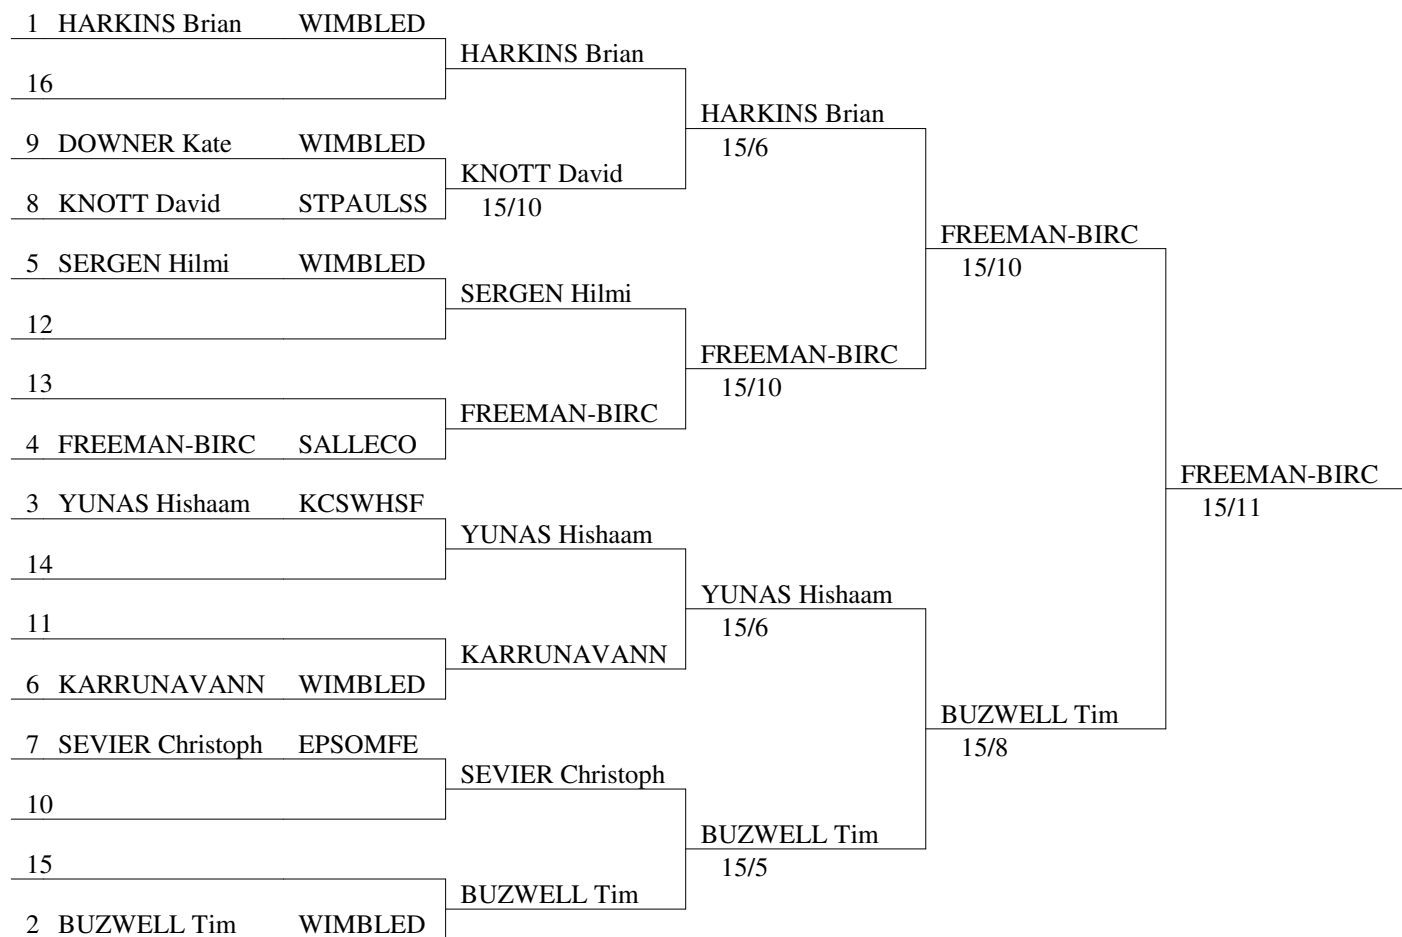 1 HARKINS Brian WIMBLED
HARKINS Brian
16
HARKINS Brian
15/6
9 DOWNER Kate WIMBLED
KNOTT David
15/10
8 KNOTT David STPAULSS
FREEMAN-BIRC
15/10
5 SERGEN Hilmi WIMBLED
SERGEN Hilmi
12
FREEMAN-BIRC
15/10
13
FREEMAN-BIRC
4 FREEMAN-BIRC SALLECO
FREEMAN-BIRC
15/11
3 YUNAS Hishaam KCSWHSF
YUNAS Hishaam
14
YUNAS Hishaam
15/6
11
KARRUNAVANN
6 KARRUNAVANN WIMBLED
BUZWELL Tim
15/8
7 SEVIER Christoph EPSOMFE
SEVIER Christoph
10
BUZWELL Tim
15/5
15
BUZWELL Tim
2 BUZWELL Tim WIMBLED